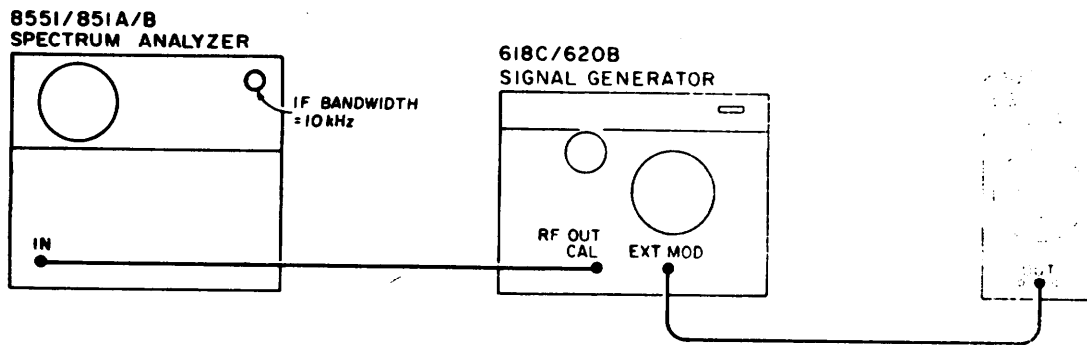 8551/851A/B
SPECTRUM ANALYZER
IF BANDWIDTH
=10kHz
IN
618C/620B
SIGNAL GENERATOR
RF OUT
CAL
EXT MOD